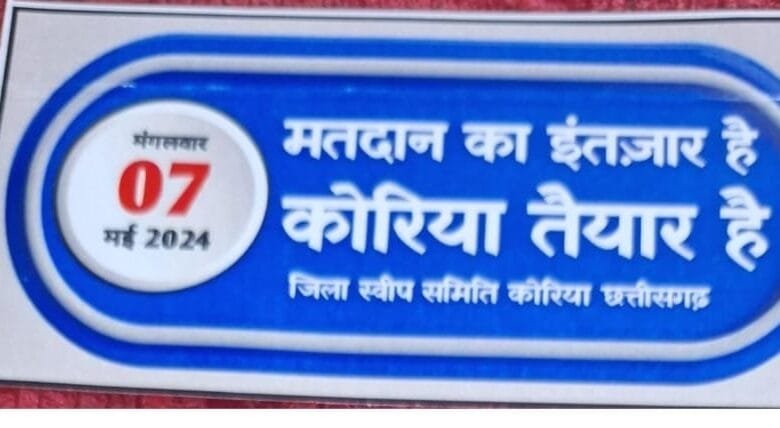 मंगलवार
07
मई 2024
मतदान का इंतज़ार है
कोरिया तैयार है
जिला स्वीप समिति कोरिया छत्तीसगढ़